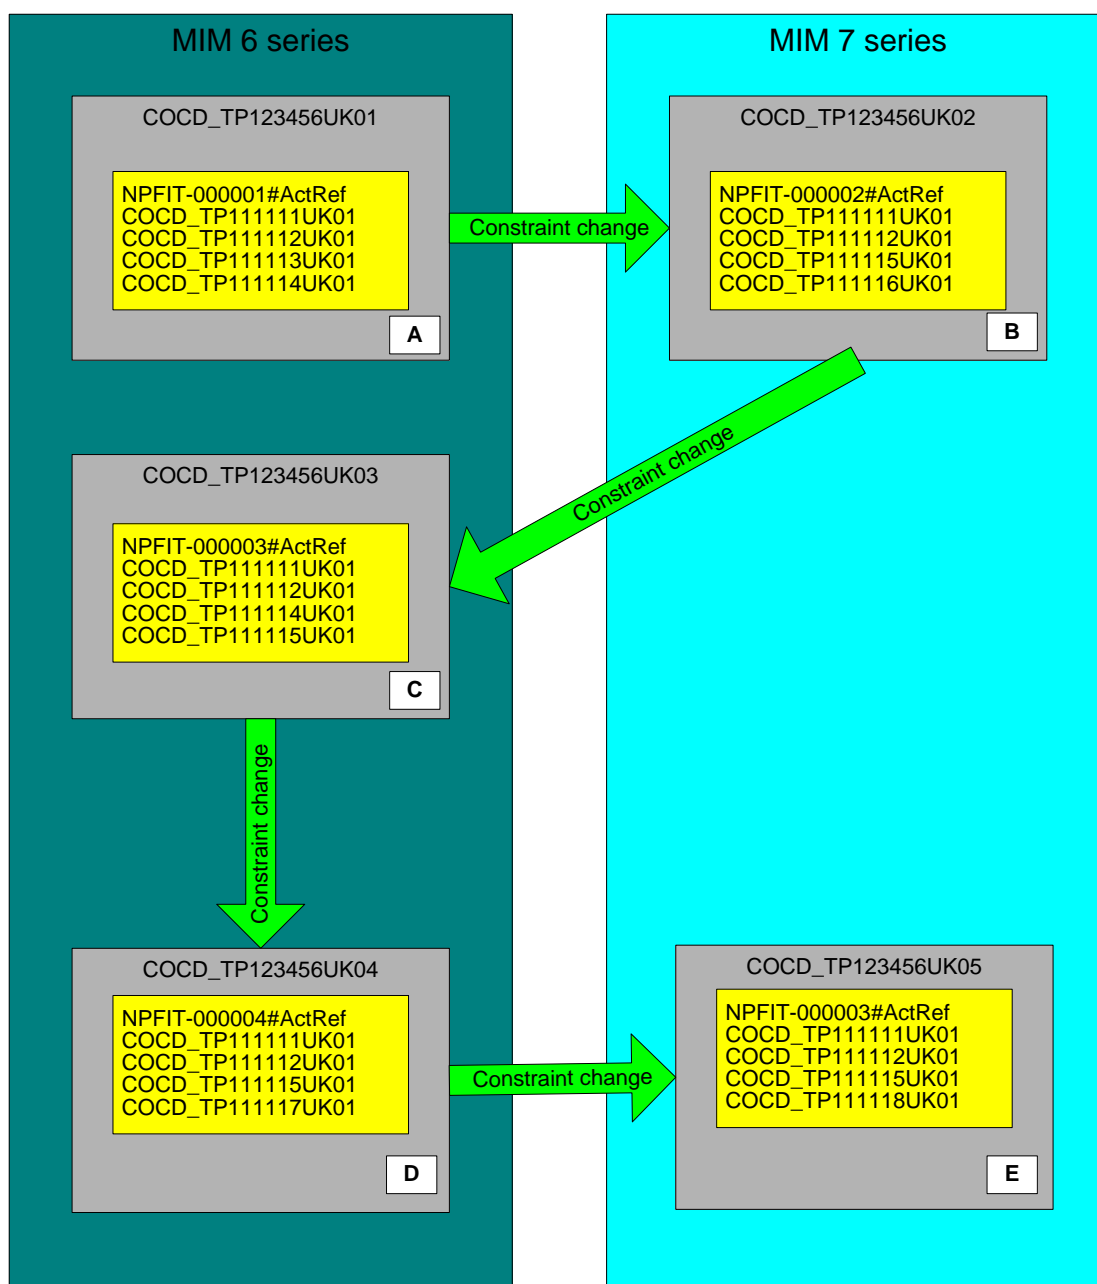 MIM 6 series
MIM 7 series
COCD_TP123456UK01
NPFIT-000001#ActRef
COCD_TP111111UK01
COCD_TP111112UK01
COCD_TP111113UK01
COCD_TP111114UK01
A
Constraint change
COCD_TP123456UK02
NPFIT-000002#ActRef
COCD_TP111111UK01
COCD_TP111112UK01
COCD_TP111115UK01
COCD_TP111116UK01
B
Constraint change
COCD_TP123456UK03
NPFIT-000003#ActRef
COCD_TP111111UK01
COCD_TP111112UK01
COCD_TP111114UK01
COCD_TP111115UK01
C
Constraint change
COCD_TP123456UK04
NPFIT-000004#ActRef
COCD_TP111111UK01
COCD_TP111112UK01
COCD_TP111115UK01
COCD_TP111117UK01
D
Constraint change
COCD_TP123456UK05
NPFIT-000003#ActRef
COCD_TP111111UK01
COCD_TP111112UK01
COCD_TP111115UK01
COCD_TP111118UK01
E